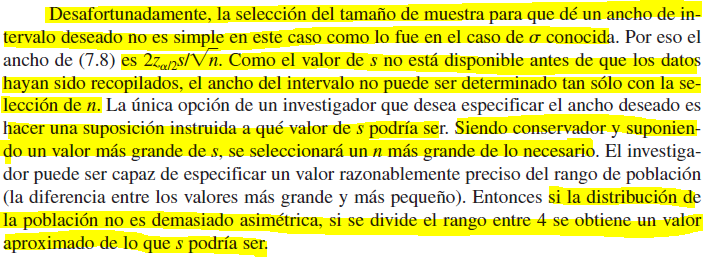 Desafortunadamente, la selección del tamaño de muestra para que dé un ancho de in-
tervalo deseado no es simple en este caso como lo fue en el caso de σ conocida. Por eso el
ancho de (7.8) es 2z_{α/2}s/√n. Como el valor de s no está disponible antes de que los datos
hayan sido recopilados, el ancho del intervalo no puede ser determinado tan sólo con la se-
lección de n. La única opción de un investigador que desea especificar el ancho deseado es
hacer una suposición instruida a qué valor de s podría ser. Siendo conservador y suponien-
do un valor más grande de s, se seleccionará un n más grande de lo necesario. El investiga-
dor puede ser capaz de especificar un valor razonablemente preciso del rango de población
(la diferencia entre los valores más grande y más pequeño). Entonces si la distribución de
la población no es demasiado asimétrica, si se divide el rango entre 4 se obtiene un valor
aproximado de lo que s podría ser.